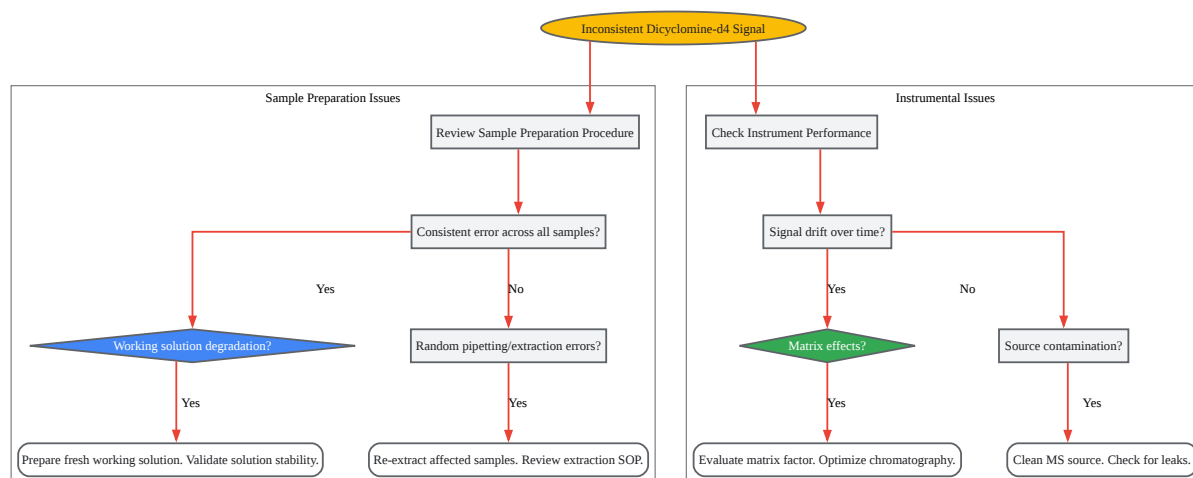 Inconsistent Dicyclomine-d4 Signal
Sample Preparation Issues
Instrumental Issues
Review Sample Preparation Procedure
Check Instrument Performance
Consistent error across all samples?
Signal drift over time?
Yes
No
Yes
No
Working solution degradation?
Random pipetting/extraction errors?
Matrix effects?
Source contamination?
Yes
Yes
Yes
Yes
Prepare fresh working solution. Validate solution stability.
Re-extract affected samples. Review extraction SOP.
Evaluate matrix factor. Optimize chromatography.
Clean MS source. Check for leaks.